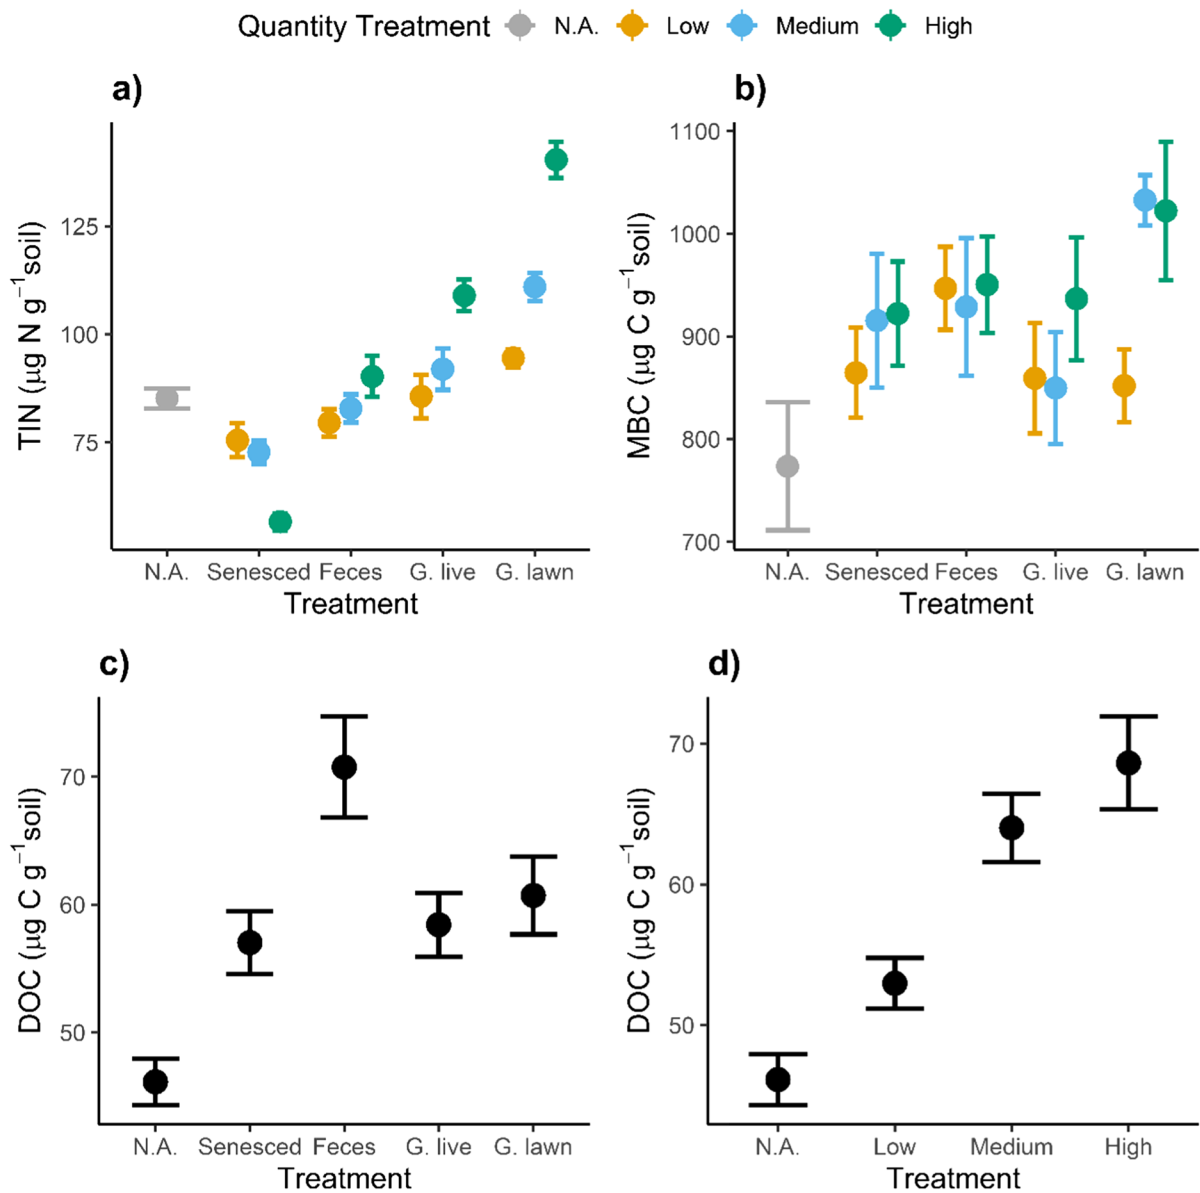 Quantity Treatment N.A. Low Medium High
a)
TIN (μg N g⁻¹soil)
125
100
75
N.A. Senesced Feces G. live G. lawn
Treatment
b)
MBC (μg C g⁻¹soil)
1100
1000
900
800
700
N.A. Senesced Feces G. live G. lawn
Treatment
c)
DOC (μg C g⁻¹soil)
70
60
50
N.A. Senesced Feces G. live G. lawn
Treatment
d)
DOC (μg C g⁻¹soil)
70
60
50
N.A. Low Medium High
Treatment